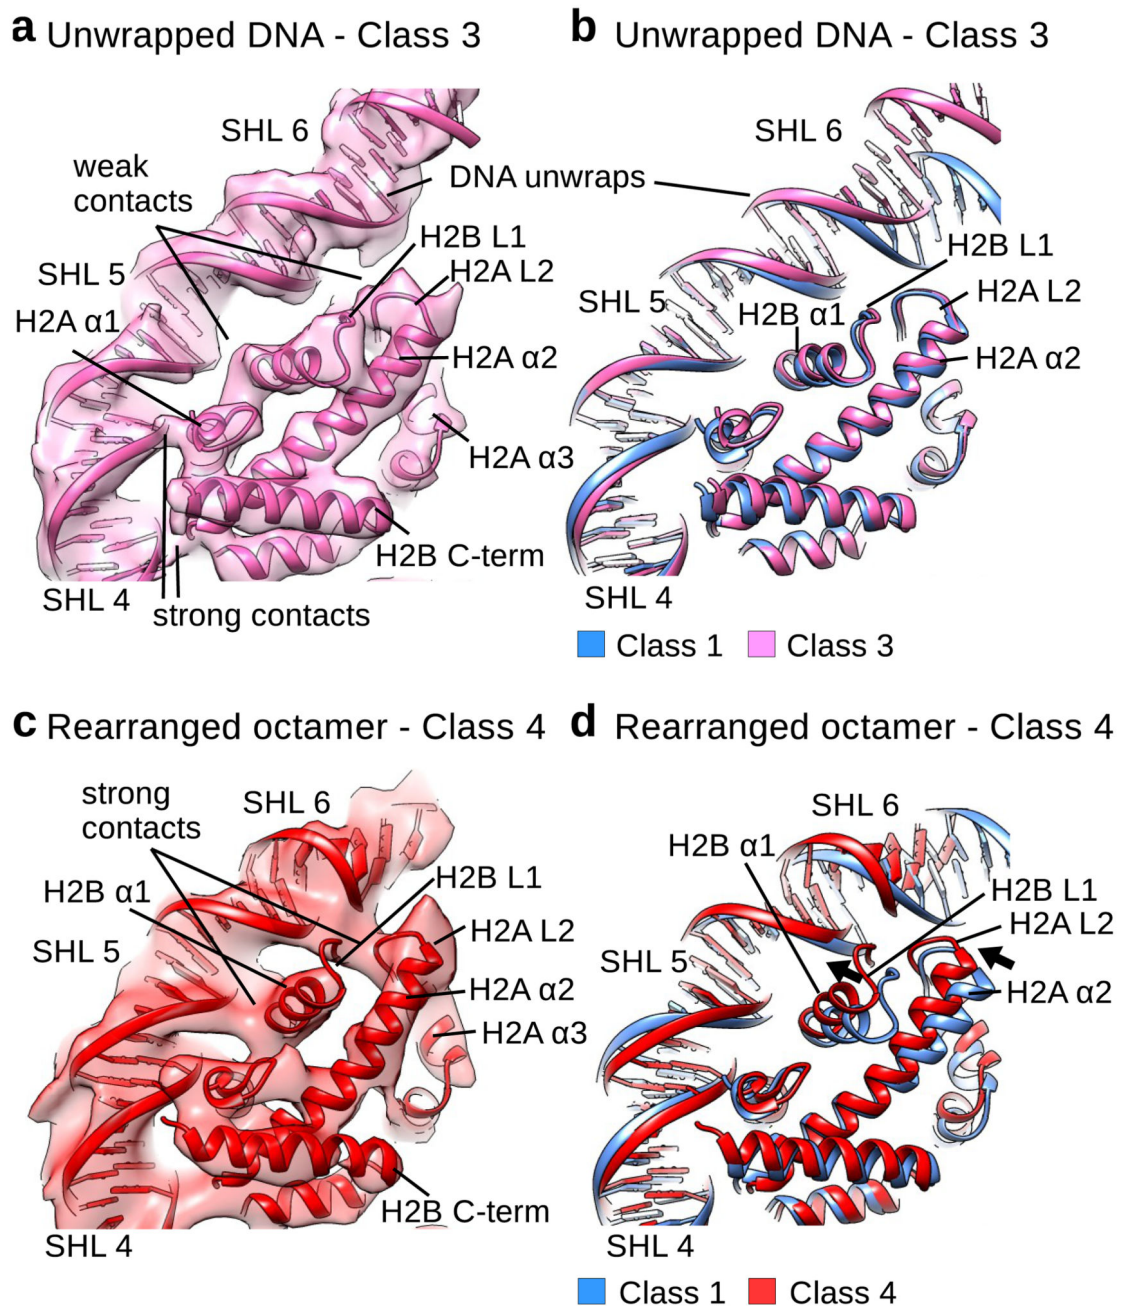 a Unwrapped DNA - Class 3
SHL 6
weak
contacts
DNA unwraps
H2B L1
H2A L2
SHL 5
H2A α1
H2A α2
H2A α3
H2B C-term
SHL 4
strong contacts
b Unwrapped DNA - Class 3
SHL 6
H2B L1
H2A L2
SHL 5
H2B α1
H2A α2
SHL 4
Class 1
Class 3
c Rearranged octamer - Class 4
strong
contacts
SHL 6
H2B α1
H2B L1
H2A L2
SHL 5
H2A α2
H2A α3
H2B C-term
SHL 4
d Rearranged octamer - Class 4
SHL 6
H2B α1
H2B L1
H2A L2
SHL 5
H2A α2
SHL 4
Class 1
Class 4